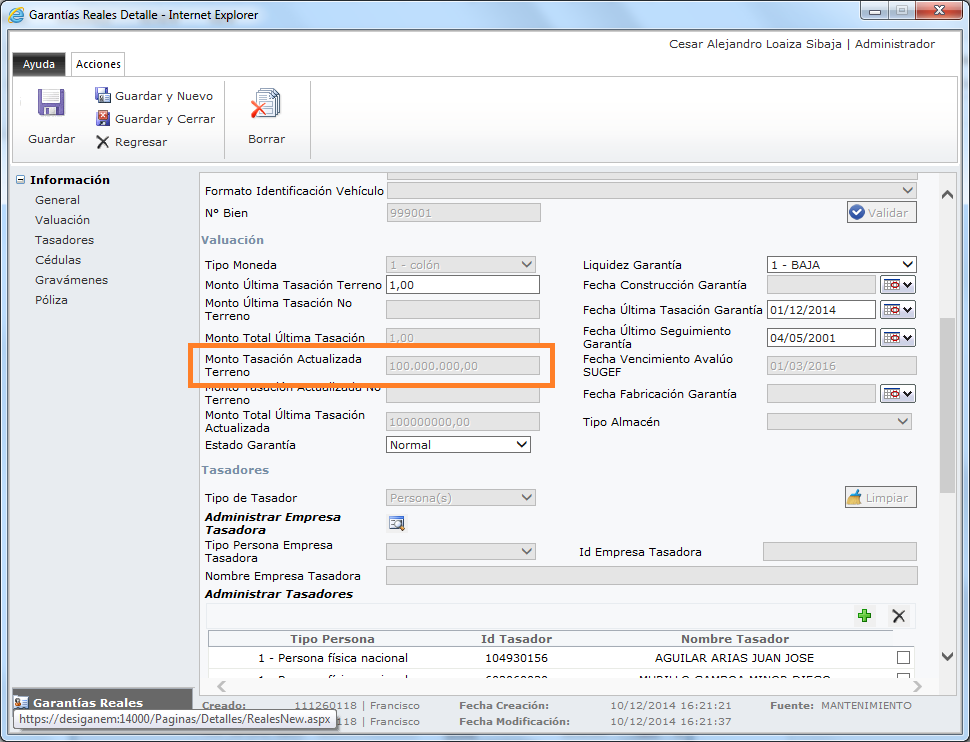 Garantías Reales Detalle - Internet Explorer
Cesar Alejandro Loaiza Sibaja | Administrador
Ayuda
Acciones
Guardar
Guardar y Nuevo
Guardar y Cerrar
Regresar
Borrar
Información
General
Valuación
Tasadores
Cédulas
Gravámenes
Póliza
Formato Identificación Vehículo
N° Bien 999001 Validar
Valuación
Tipo Moneda 1 - colón Liquidez Garantía 1 - BAJA
Monto Última Tasación Terreno 1,00 Fecha Construcción Garantía
Monto Última Tasación No
Terreno
Fecha Última Tasación Garantía 01/12/2014
Monto Total Última Tasación 1,00
Fecha Último Seguimiento
Garantía
04/05/2001
Monto Tasación Actualizada
Terreno
100.000.000,00
Fecha Vencimiento Avalúo
SUGEF
01/03/2016
Monto Tasación Actualizada No
Terreno
Fecha Fabricación Garantía
Monto Total Última Tasación
Actualizada
100000000,00
Tipo Almacén
Estado Garantía Normal
Tasadores
Tipo de Tasador Persona(s) Limpiar
Administrar Empresa
Tasadora
Tipo Persona Empresa
Tasadora
Id Empresa Tasadora
Nombre Empresa Tasadora
Administrar Tasadores
Tipo Persona Id Tasador Nombre Tasador
1 - Persona física nacional 104930156 AGUILAR ARIAS JUAN JOSE
1 - Persona física nacional
Garantías Reales
Creado: 111260118 | Francisco Fecha Creación: 10/12/2014 16:21:21 Fuente: MANTENIMIENTO
118 | Francisco Fecha Modificación: 10/12/2014 16:21:37
https://desiganem:14000/Paginas/Detalles/RealesNew.aspx